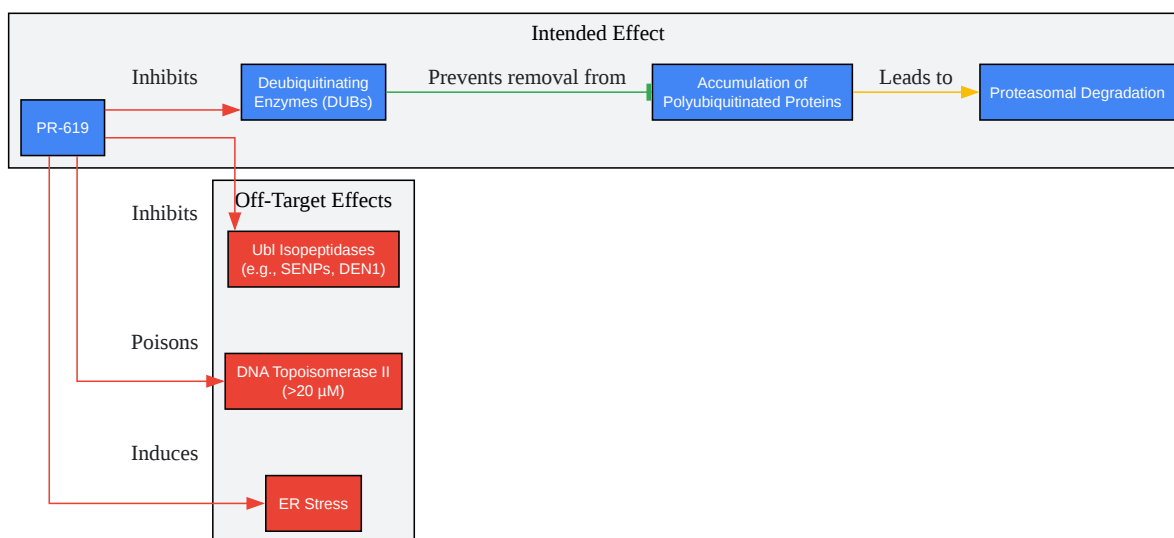 Intended Effect
Inhibits
Deubiquitinating
Enzymes (DUBs)
Prevents removal from
Accumulation of
Polyubiquitinated Proteins
Leads to
Proteasomal Degradation
PR-619
Off-Target Effects
Inhibits
Ubl Isopeptidases
(e.g., SENPs, DEN1)
Poisons
DNA Topoisomerase II
(>20 µM)
Induces
ER Stress